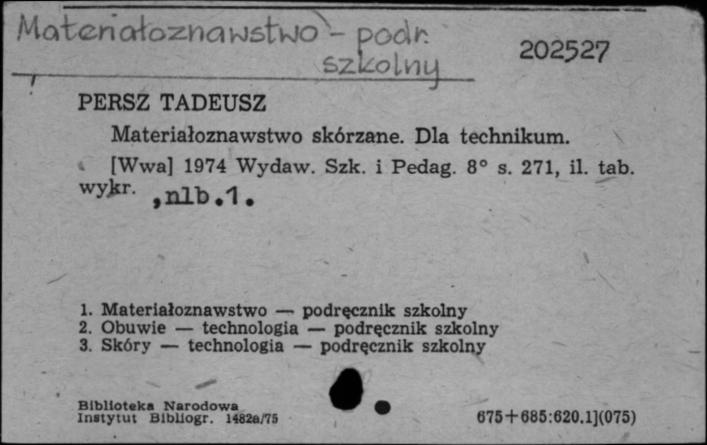 Materiałoznawstwo - podr.
szkolny
202527
PERSZ TADEUSZ
Materiałoznawstwo skórzane. Dla technikum.
[Wwa] 1974 Wydaw. Szk. i Pedag. 8° s. 271, il. tab.
wykr. , nlb. 1.
1. Materiałoznawstwo — podręcznik szkolny
2. Obuwie — technologia — podręcznik szkolny
3. Skóry — technologia — podręcznik szkolny
Biblioteka Narodowa
Instytut Bibliogr. 1482a/75
675+685:620.1](075)